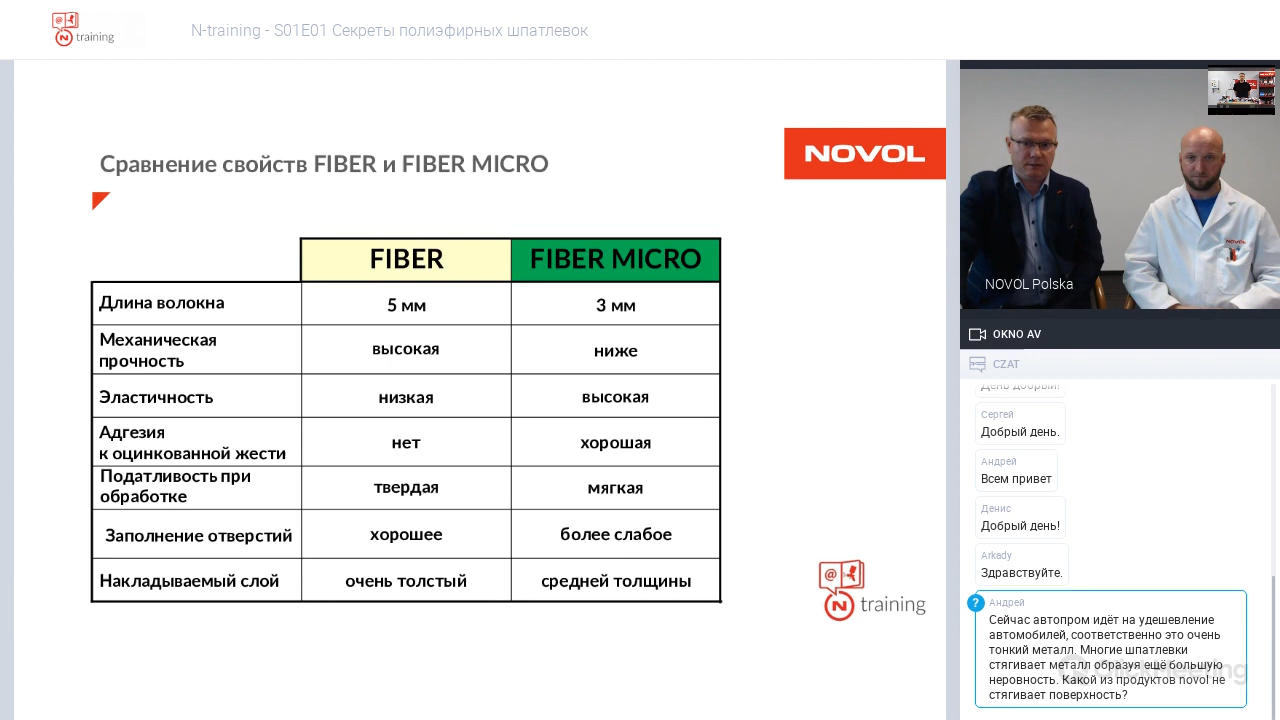 @
N training
N-training - S01E01 Секреты полиэфирных шпатлевок
NOVOL
Сравнение свойств FIBER и FIBER MICRO
FIBER
FIBER MICRO
Длина волокна
5 мм
3 мм
Механическая
прочность
высокая
ниже
Эластичность
низкая
высокая
Адгезия
к оцинкованной жести
нет
хорошая
Податливость при
обработке
твердая
мягкая
Заполнение отверстий
хорошее
более слабое
Накладываемый слой
очень толстый
средней толщины
@
N training
NOVOL
NOVOL Polska
OKNO AV
CZAT
День добрый!
Сергей
Добрый день.
Андрей
Всем привет
Денис
Добрый день!
Arkady
Здравствуйте.
?
Андрей
Сейчас автопром идёт на удешевление
автомобилей, соответственно это очень
тонкий металл. Многие шпатлевки
стягивает металл образуя ещё большую
неровность. Какой из продуктов novol не
стягивает поверхность?
ClickMeeting